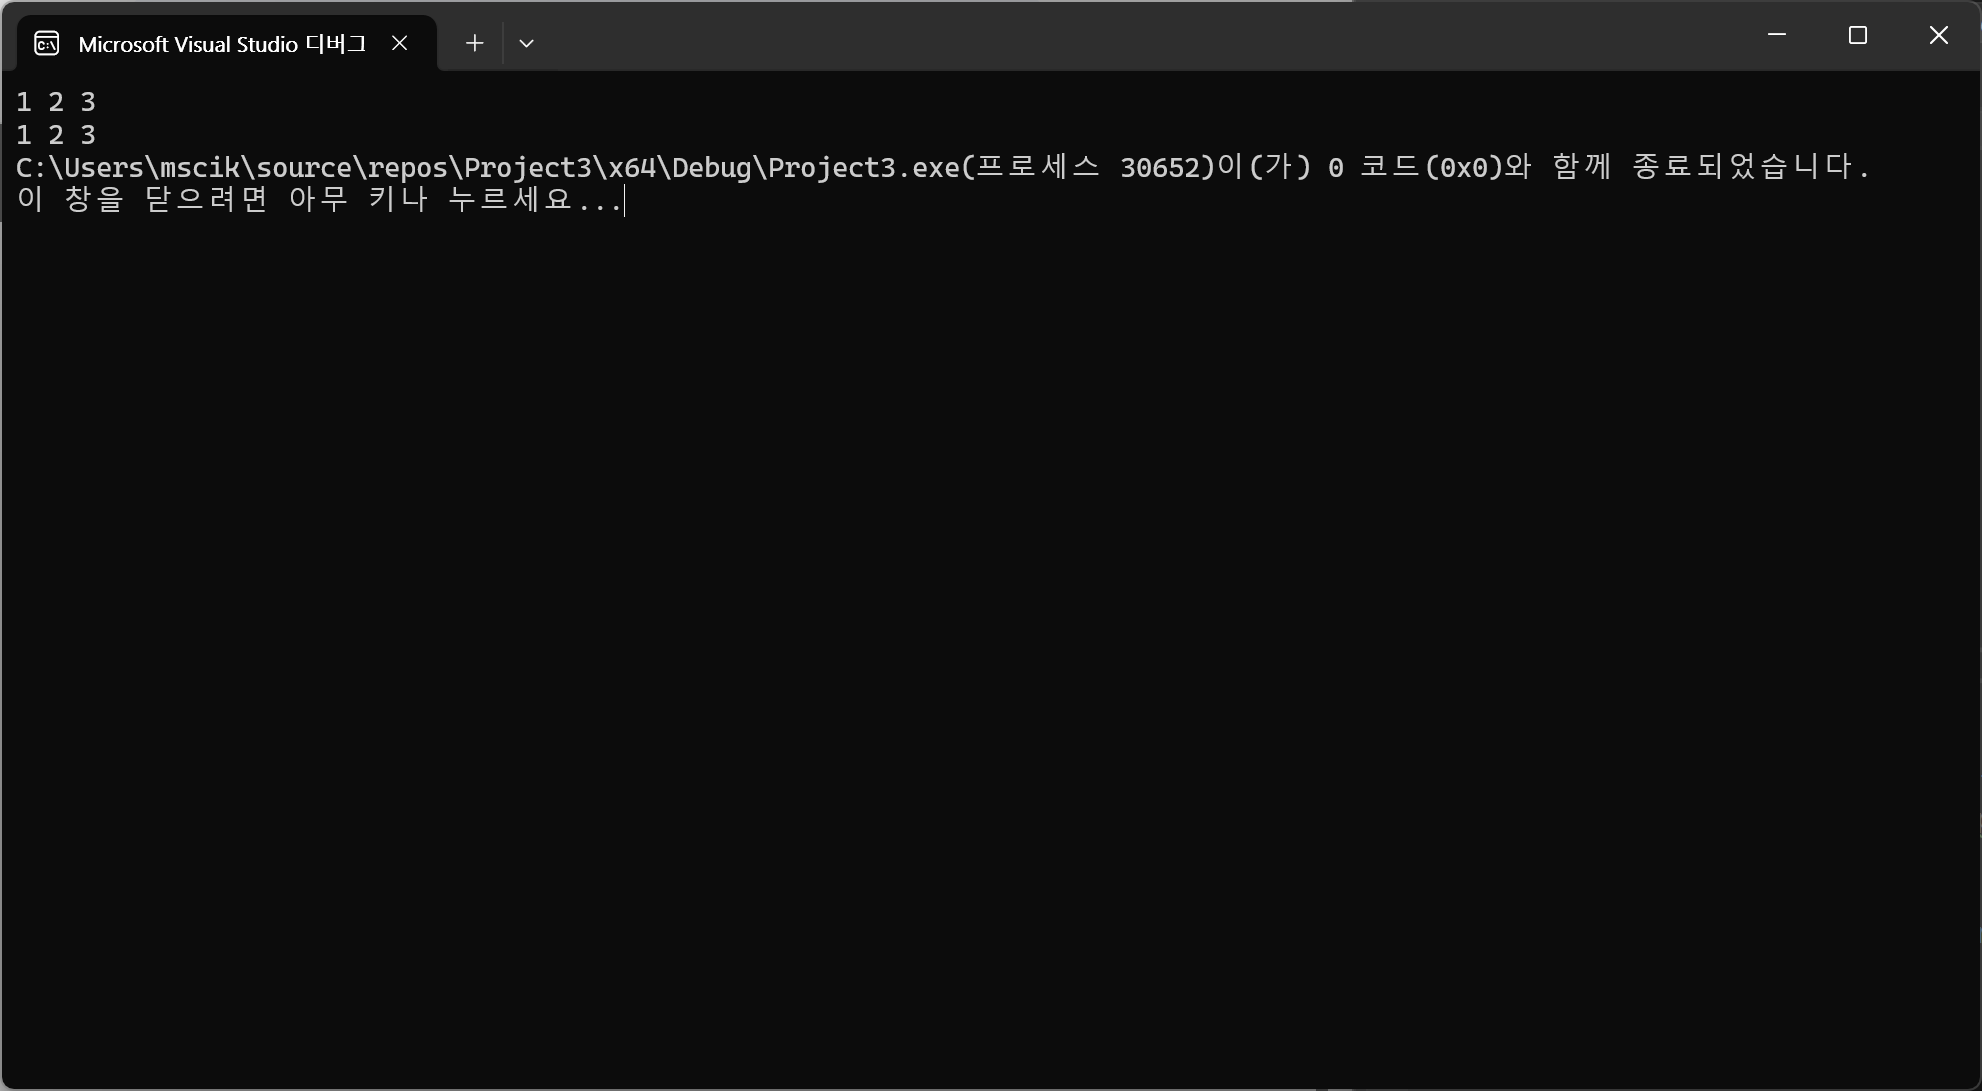 Microsoft Visual Studio 디버그
1 2 3
1 2 3
C:\Users\mscik\source\repos\Project3\x64\Debug\Project3.exe(프로세스 30652)이(가) 0 코드(0x0)와 함께 종료되었습니다.
이 창을 닫으려면 아무 키나 누르세요...